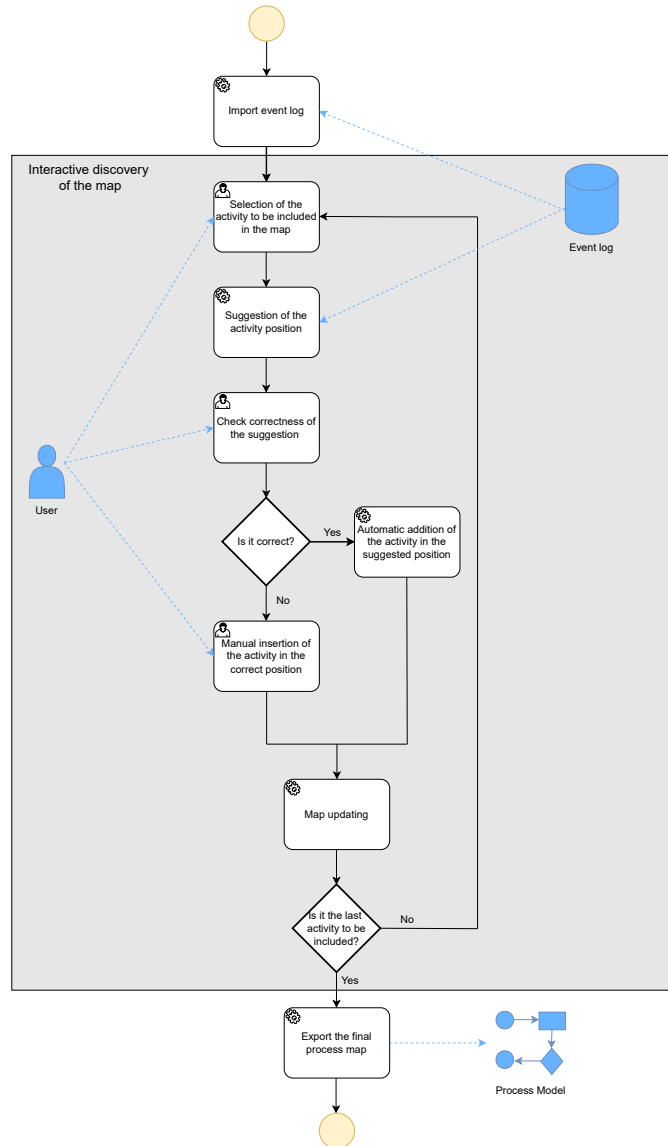 Import event log
Interactive discovery
of the map
Selection of the
activity to be included
in the map
Event log
Suggestion of the
activity position
Check correctness of
the suggestion
User
Is it correct?
Yes
Automatic addition of
the activity in the
suggested position
No
Manual insertion of
the activity in the
correct position
Map updating
Is it the last
activity to be
included?
No
Yes
Export the final
process map
Process Model